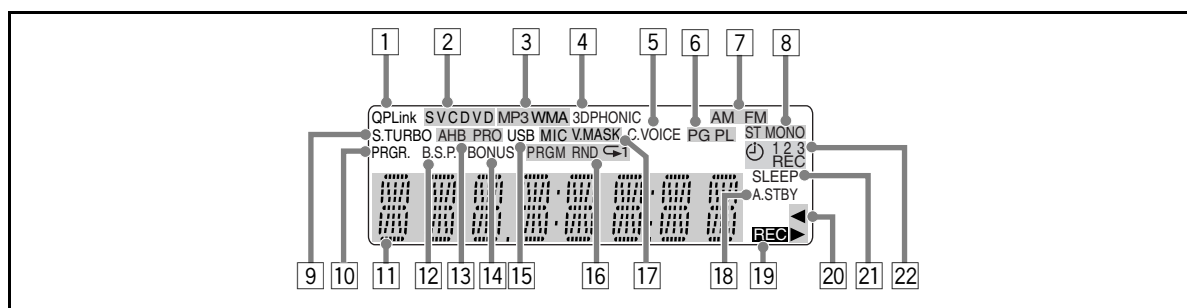 1 2 3 4 5 6 7 8
QPLink SVCDVD MP3 WMA 3DPHONIC AM FM
S.TURBO AHB PRO USB MIC V.MASK C.VOICE PG PL ST MONO
PRGR. B.S.P. BONUS PRGM RND 1 1 2 3
REC
SLEEP
A.STBY
REC
9 10 11 12 13 14 15 16 17 18 19 20 21 22